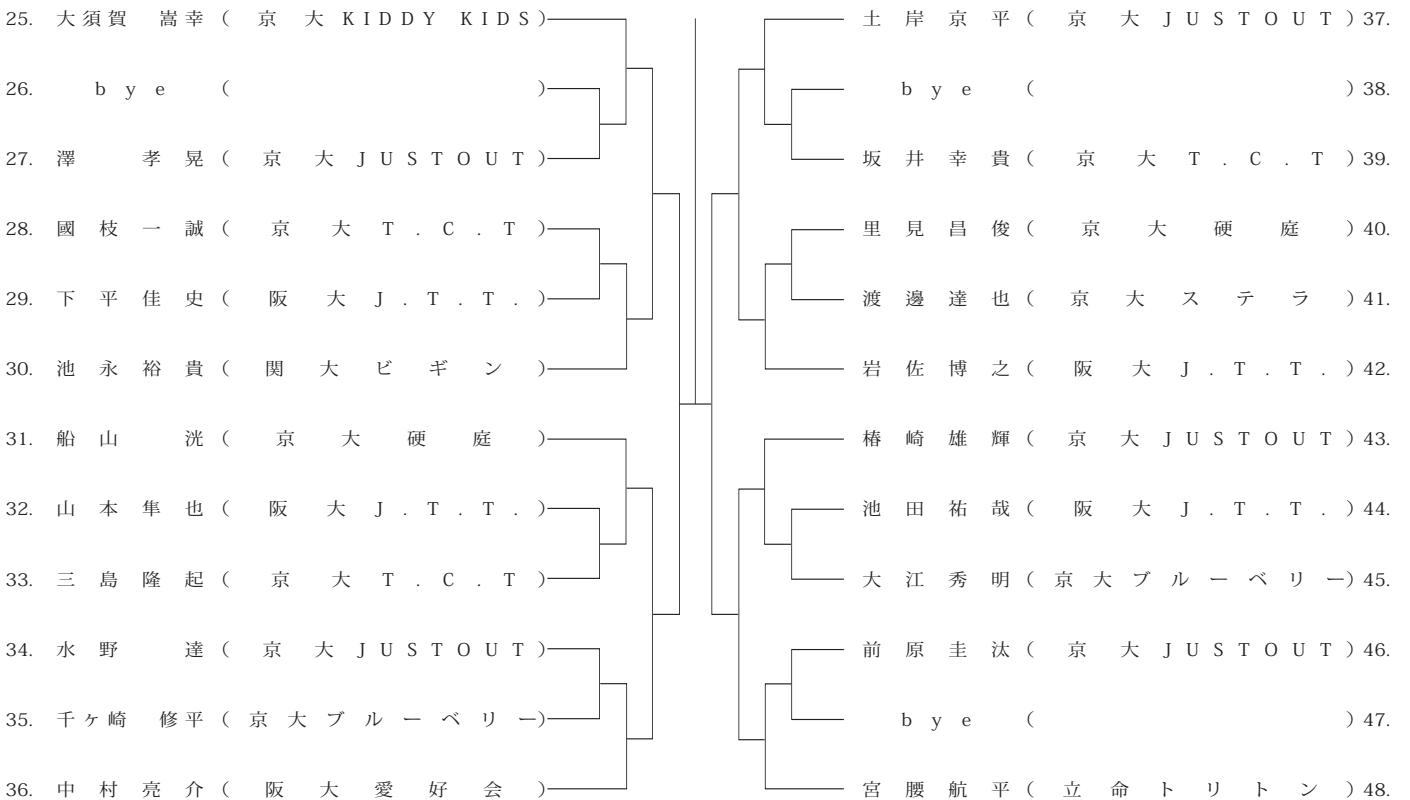 25. 大須賀 嵩幸（京大KIDDY KIDS）
26. bye（ ）
27. 澤 孝晃（京大JUSTOUT）
28. 國枝一誠（京大T.C.T）
29. 下平佳史（阪大J.T.T.）
30. 池永裕貴（関大ビギン）
31. 船山 洸（京大硬庭）
32. 山本隼也（阪大J.T.T.）
33. 三島隆起（京大T.C.T）
34. 水野 達（京大JUSTOUT）
35. 千ヶ崎 修平（京大ブルーベリー）
36. 中村亮介（阪大愛好会）
土岸京平（京大JUSTOUT）37.
bye（ ）38.
坂井幸貴（京大T.C.T）39.
里見昌俊（京大硬庭）40.
渡邊達也（京大ステラ）41.
岩佐博之（阪大J.T.T.）42.
椿崎雄輝（京大JUSTOUT）43.
池田祐哉（阪大J.T.T.）44.
大江秀明（京大ブルーベリー）45.
前原圭汰（京大JUSTOUT）46.
bye（ ）47.
宮腰航平（立命トリトン）48.